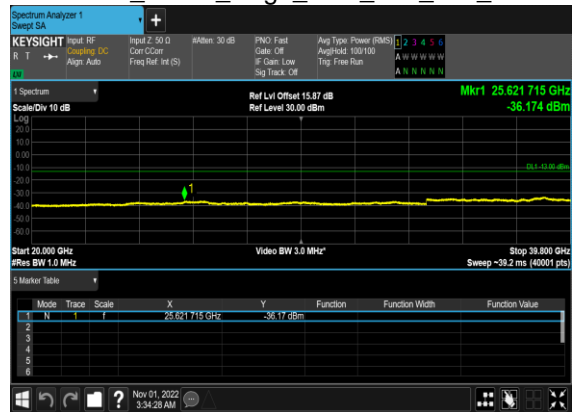 Spectrum Analyzer 1
Swept SA
+
KEYSIGHT Input: RF Input Z: 50 Ω #Atten: 30 dB PNO: Fast Avg Type: Power (RMS) 1 2 3 4 5 6
R T Coupling: DC Corr CCorr Gate: Off Avg|Hold: 100/100 A W W W W W
Align: Auto Freq Ref: Int (S) IF Gain: Low Trig: Free Run
LW Sig Track: Off A N N N N N
1 Spectrum Ref Lvl Offset 15.87 dB Mkr1 25.621 715 GHz
Scale/Div 10 dB Ref Level 30.00 dBm -36.174 dBm
Log
20.0
10.0
0.00
-10.0 DL1 -13.00 dBm
-20.0
-30.0 1
-40.0
-50.0
-60.0
Start 20.000 GHz Video BW 3.0 MHz* Stop 39.800 GHz
#Res BW 1.0 MHz Sweep ~39.2 ms (40001 pts)
5 Marker Table
Mode Trace Scale X Y Function Function Width Function Value
1 N 1 f 25.621 715 GHz -36.17 dBm
2
3
4
5
6
? Nov 01, 2022
3:34:28 AM